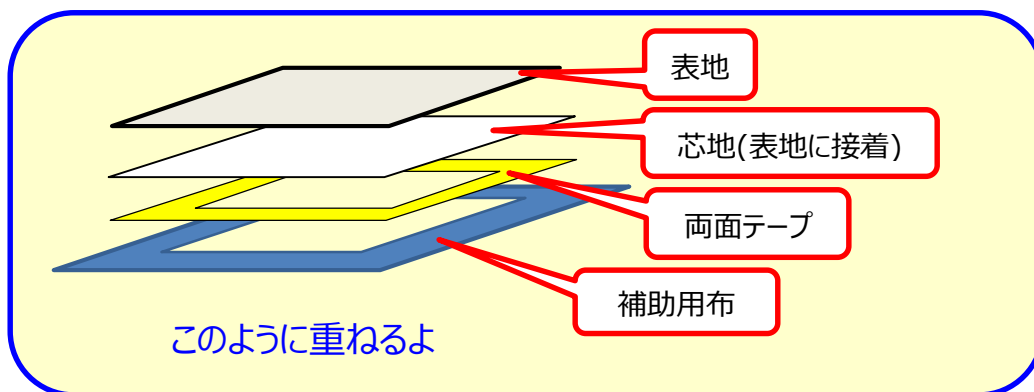 表地
芯地(表地に接着)
両面テープ
補助用布
このように重ねるよ